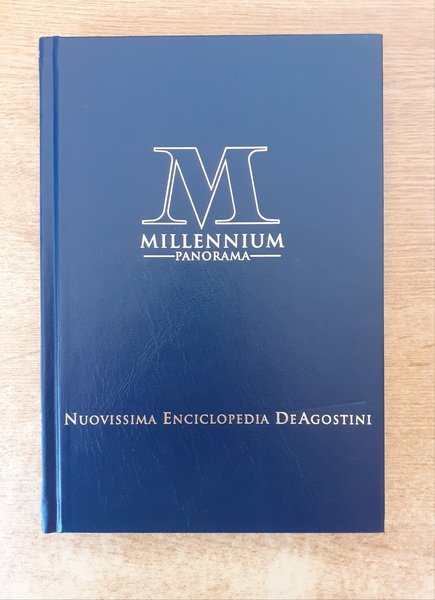 M
MILLENNIUM
PANORAMA
NUOVISSIMA ENCICLOPEDIA DEAGOSTINI